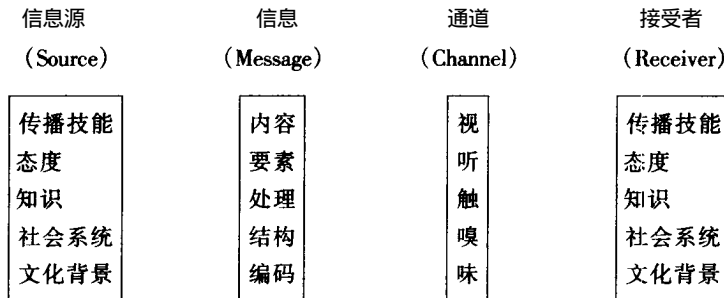 信息源 信息 通道 接受者
(Source) (Message) (Channel) (Receiver)
传播技能 内容 视 传播技能
态度 要素 听 态度
知识 处理 触 知识
社会系统 结构 嗅 社会系统
文化背景 编码 味 文化背景